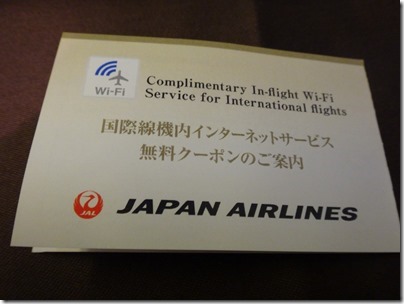 Wi-Fi
Complimentary In-flight Wi-Fi
Service for International flights
国際線機内インターネットサービス
無料クーポンのご案内
JAL
JAPAN AIRLINES